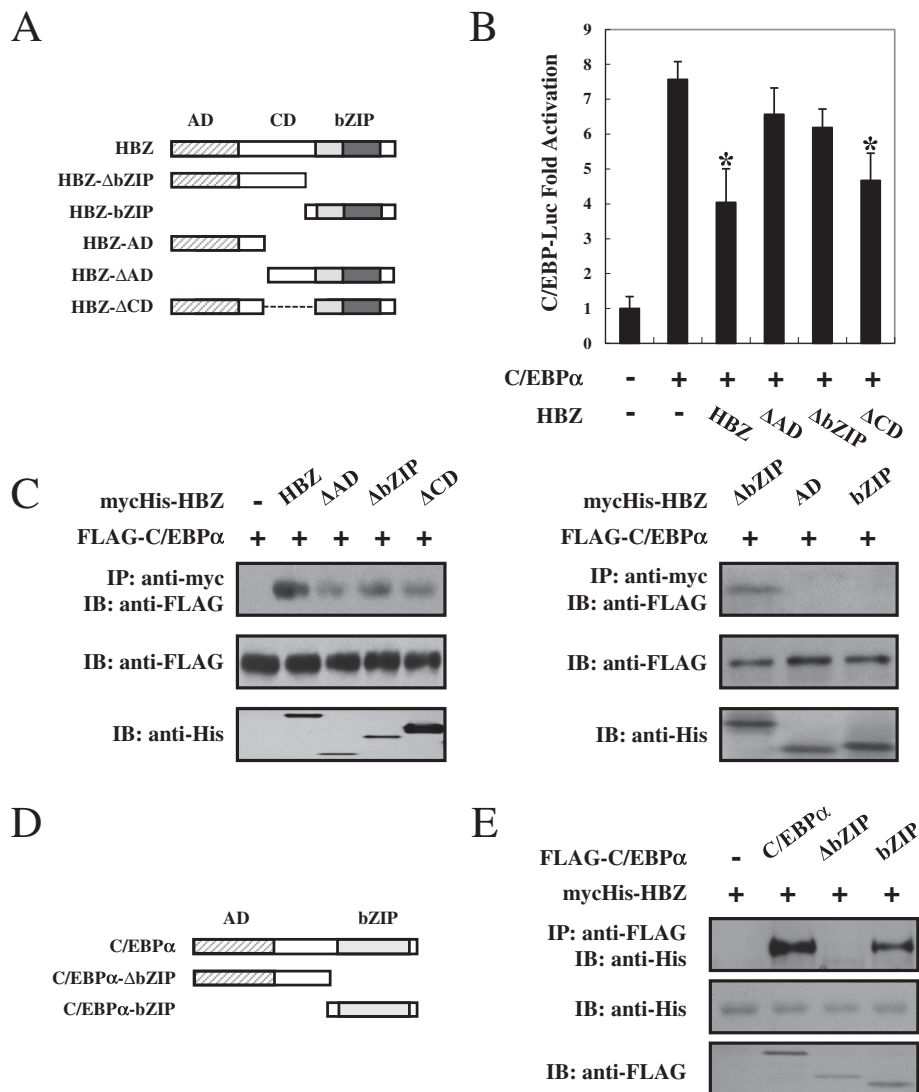 A
AD CD bZIP
HBZ
HBZ-ΔbZIP
HBZ-bZIP
HBZ-AD
HBZ-ΔAD
HBZ-ΔCD
B
C/EBP-Luc Fold Activation
9
8
7
6
5
4
3
2
1
0
* *
C/EBPα - + + + + +
HBZ - - HBZ ΔAD ΔbZIP ΔCD
C
mycHis-HBZ - HBZ ΔAD ΔbZIP ΔCD
FLAG-C/EBPα + + + + +
IP: anti-myc
IB: anti-FLAG
IB: anti-FLAG
IB: anti-His
mycHis-HBZ ΔbZIP AD bZIP
FLAG-C/EBPα + + +
IP: anti-myc
IB: anti-FLAG
IB: anti-FLAG
IB: anti-His
D
AD bZIP
C/EBPα
C/EBPα-ΔbZIP
C/EBPα-bZIP
E
FLAG-C/EBPα - C/EBPα ΔbZIP bZIP
mycHis-HBZ + + + +
IP: anti-FLAG
IB: anti-His
IB: anti-His
IB: anti-FLAG